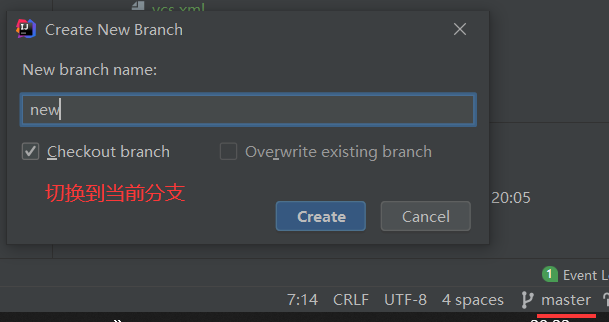 vcs.xml
Create New Branch
New branch name:
new
Checkout branch
Overwrite existing branch
切换到当前分支
20:05
Create
Cancel
1 Event L
7:14 CRLF UTF-8 4 spaces master